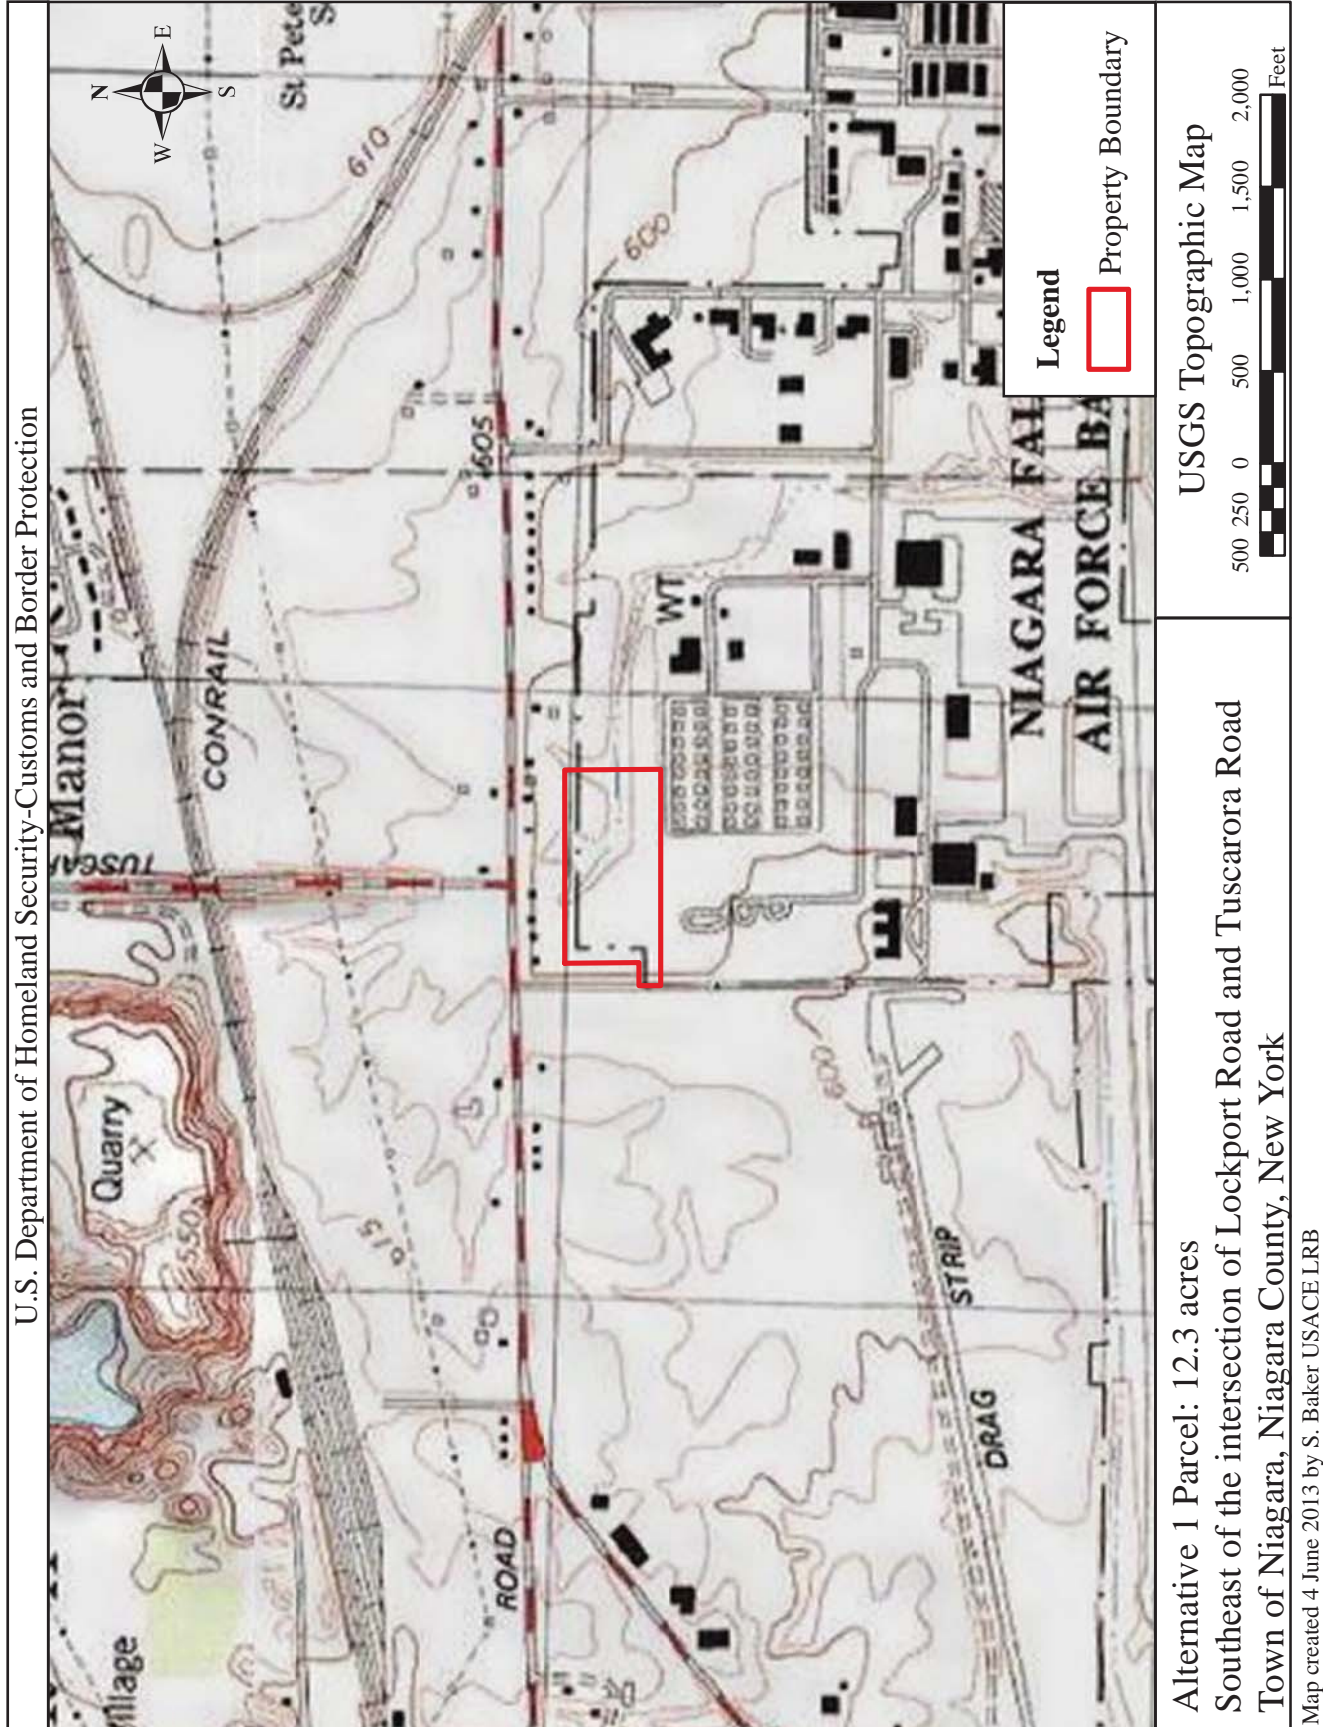 U.S. Department of Homeland Security-Customs and Border Protection
N
W
E
S
St Pete
S
610
Manor
TUSCAR
CONRAIL
Quarry
550
615
605
600
WT
NIAGARA FAL
AIR FORCE BA
600
STRIP
DRAG
ROAD
illage
Legend
Property Boundary
Alternative 1 Parcel: 12.3 acres
Southeast of the intersection of Lockport Road and Tuscarora Road
Town of Niagara, Niagara County, New York
USGS Topographic Map
500 250 0 500 1,000 1,500 2,000
Feet
Map created 4 June 2013 by S. Baker USACE LRB